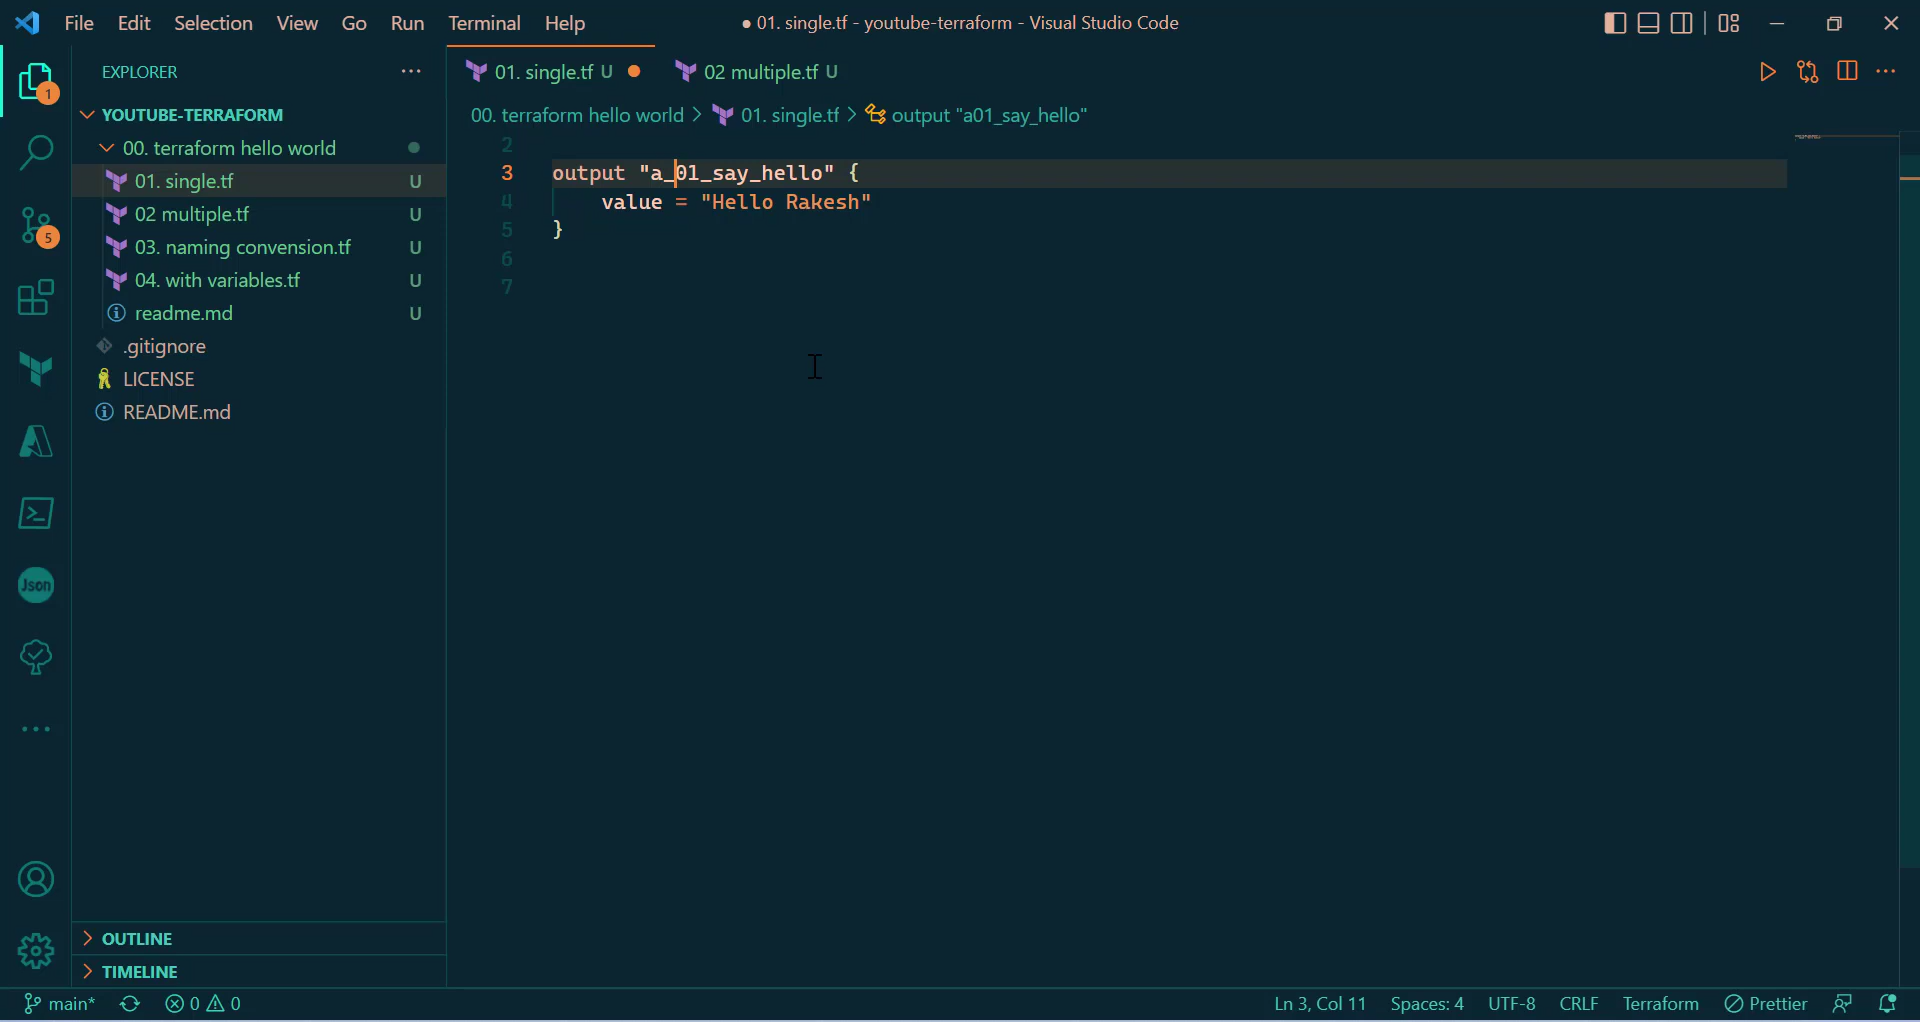 File Edit Selection View Go Run Terminal Help
● 01. single.tf - youtube-terraform - Visual Studio Code
EXPLORER
1
YOUTUBE-TERRAFORM
00. terraform hello world
01. single.tf U
02 multiple.tf U
03. naming convension.tf U
04. with variables.tf U
readme.md U
.gitignore
LICENSE
README.md
5
Json
OUTLINE
TIMELINE
01. single.tf U ●
02 multiple.tf U
00. terraform hello world > 01. single.tf > output "a01_say_hello"
2
3 output "a_01_say_hello" {
4 value = "Hello Rakesh"
5 }
6
7
main* 0 0
Ln 3, Col 11 Spaces: 4 UTF-8 CRLF Terraform Prettier